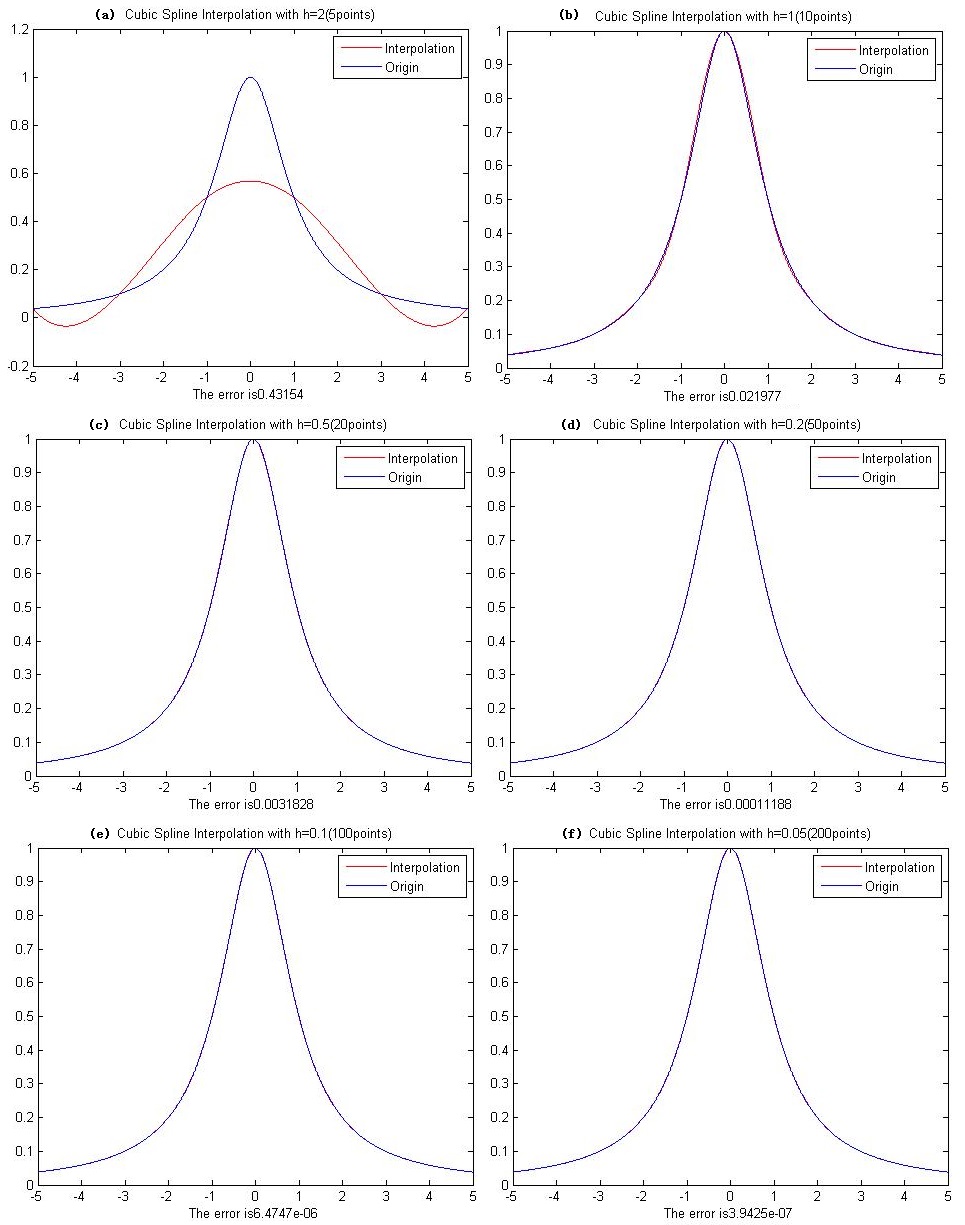 (a) Cubic Spline Interpolation with h=2(5points)
1.2
1
0.8
0.6
0.4
0.2
0
-0.2
Interpolation
Origin
-5 -4 -3 -2 -1 0 1 2 3 4 5
The error is0.43154
(b) Cubic Spline Interpolation with h=1(10points)
1
0.9
0.8
0.7
0.6
0.5
0.4
0.3
0.2
0.1
0
Interpolation
Origin
-5 -4 -3 -2 -1 0 1 2 3 4 5
The error is0.021977
(c) Cubic Spline Interpolation with h=0.5(20points)
1
0.9
0.8
0.7
0.6
0.5
0.4
0.3
0.2
0.1
0
Interpolation
Origin
-5 -4 -3 -2 -1 0 1 2 3 4 5
The error is0.0031828
(d) Cubic Spline Interpolation with h=0.2(50points)
1
0.9
0.8
0.7
0.6
0.5
0.4
0.3
0.2
0.1
0
Interpolation
Origin
-5 -4 -3 -2 -1 0 1 2 3 4 5
The error is0.00011188
(e) Cubic Spline Interpolation with h=0.1(100points)
1
0.9
0.8
0.7
0.6
0.5
0.4
0.3
0.2
0.1
0
Interpolation
Origin
-5 -4 -3 -2 -1 0 1 2 3 4 5
The error is6.4747e-06
(f) Cubic Spline Interpolation with h=0.05(200points)
1
0.9
0.8
0.7
0.6
0.5
0.4
0.3
0.2
0.1
0
Interpolation
Origin
-5 -4 -3 -2 -1 0 1 2 3 4 5
The error is3.9425e-07